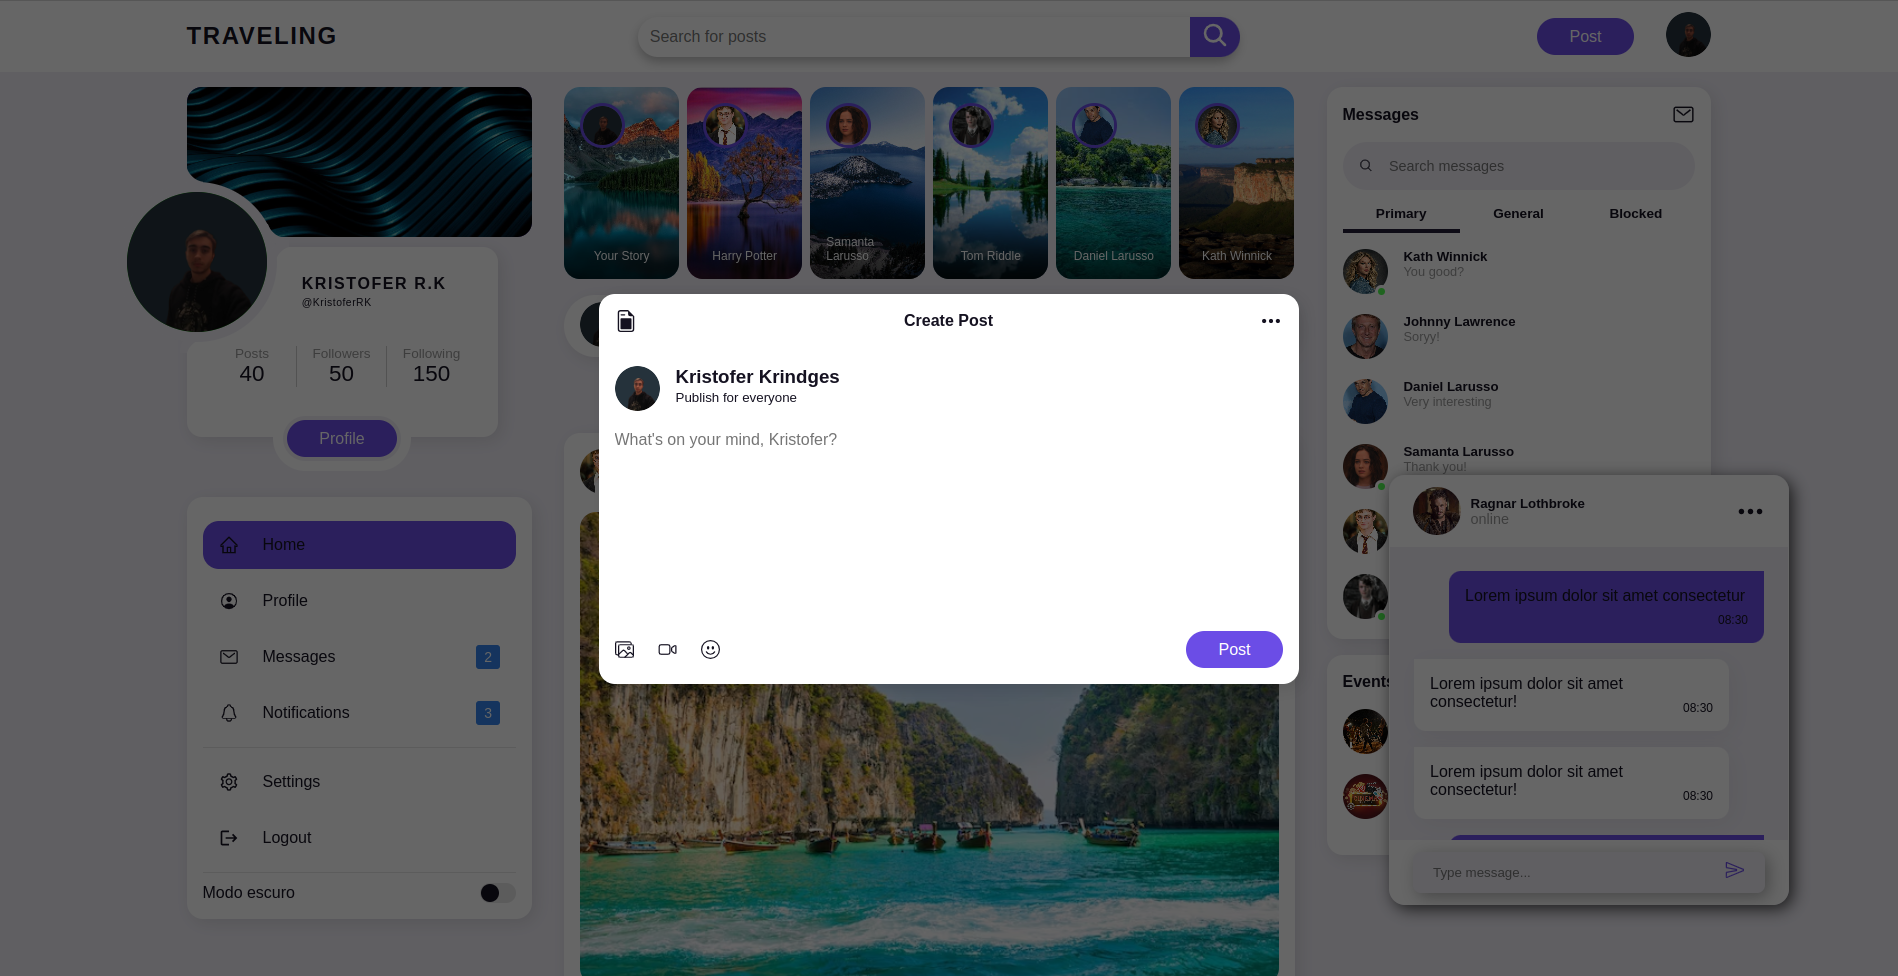 TRAVELING
Search for posts
Post
KRISTOFER R.K
@KristoferRK
Posts
40
Followers
50
Following
150
Profile
Home
Profile
Messages
2
Notifications
3
Settings
Logout
Modo escuro
Your Story
Harry Potter
Samanta
Larusso
Tom Riddle
Daniel Larusso
Kath Winnick
Create Post
Kristofer Krindges
Publish for everyone
What's on your mind, Kristofer?
Post
Messages
Search messages
Primary
General
Blocked
Kath Winnick
You good?
Johnny Lawrence
Soryy!
Daniel Larusso
Very interesting
Samanta Larusso
Thank you!
Events
Ragnar Lothbroke
online
Lorem ipsum dolor sit amet consectetur
08:30
Lorem ipsum dolor sit amet
consectetur!
08:30
Lorem ipsum dolor sit amet
consectetur!
08:30
Type message...